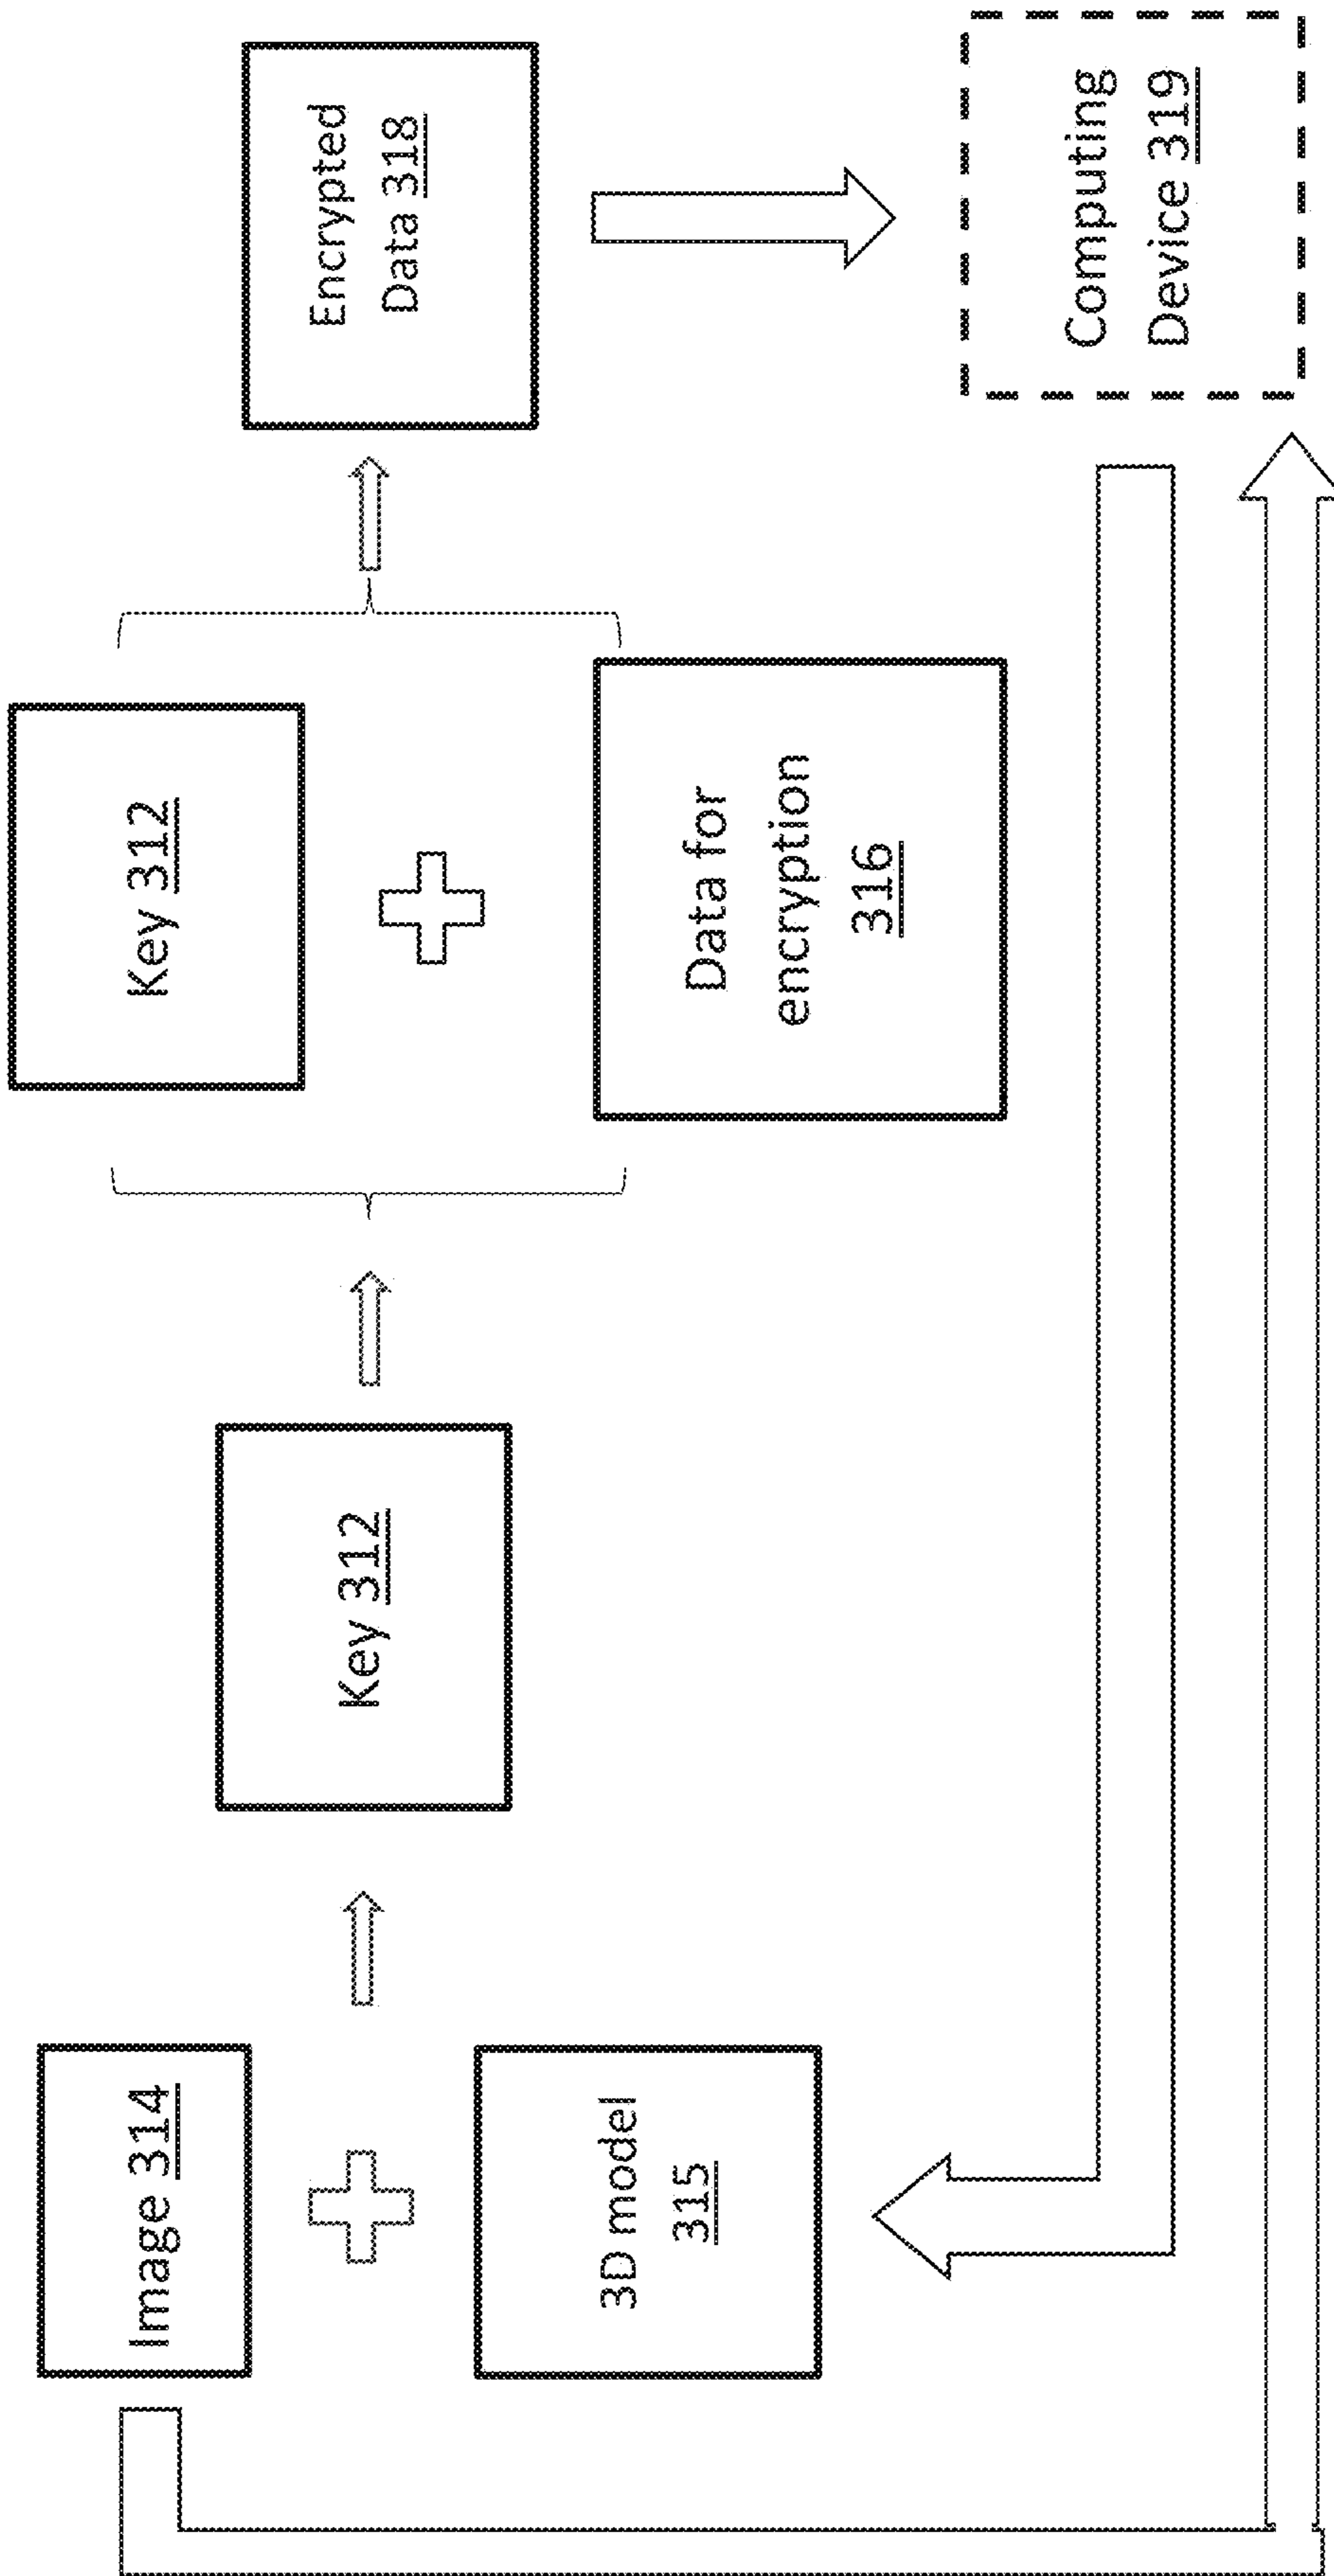 Image 314
3D model
315
Key 312
Key 312
Data for
encryption
316
Encrypted
Data 318
Computing
Device 319